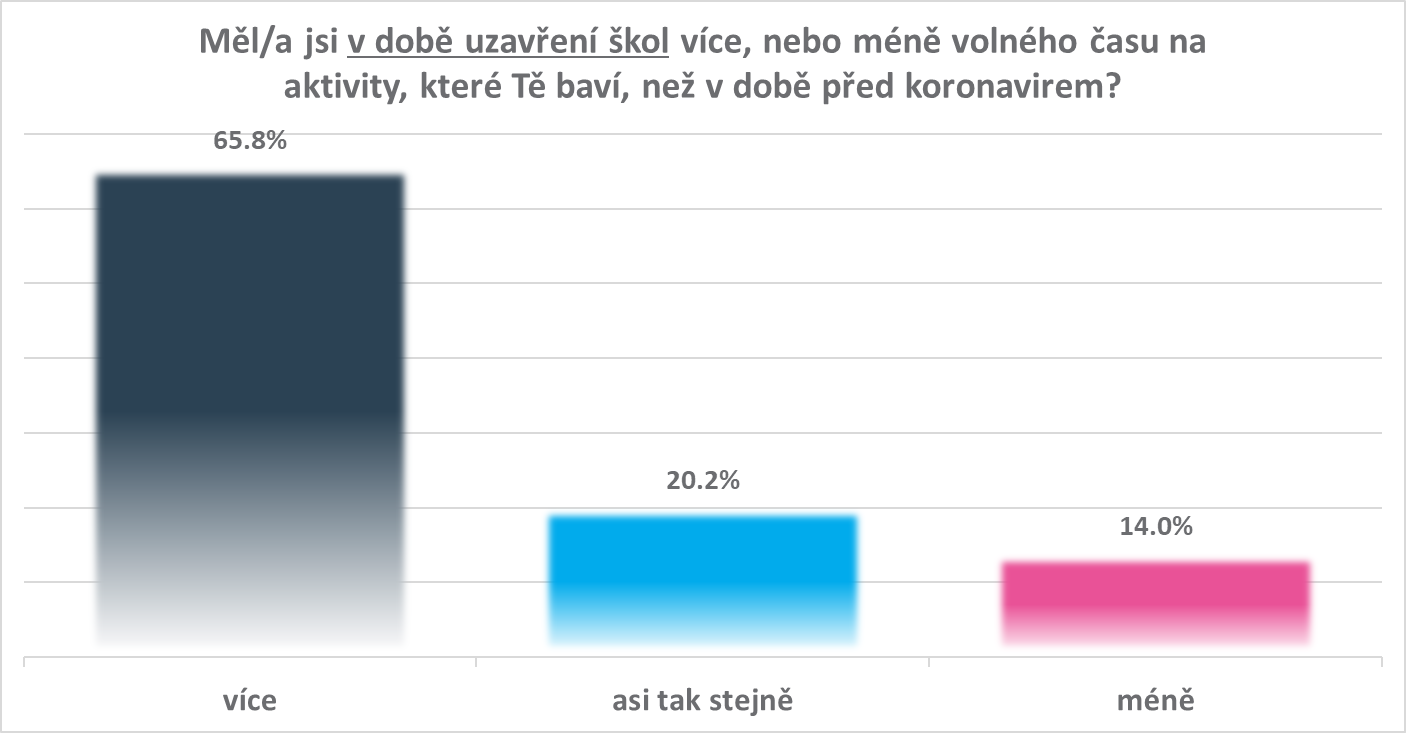 Měl/a jsi v době uzavření škol více, nebo méně volného času na
aktivity, které Tě baví, než v době před koronavirem?
65.8%
20.2%
14.0%
více
asi tak stejně
méně